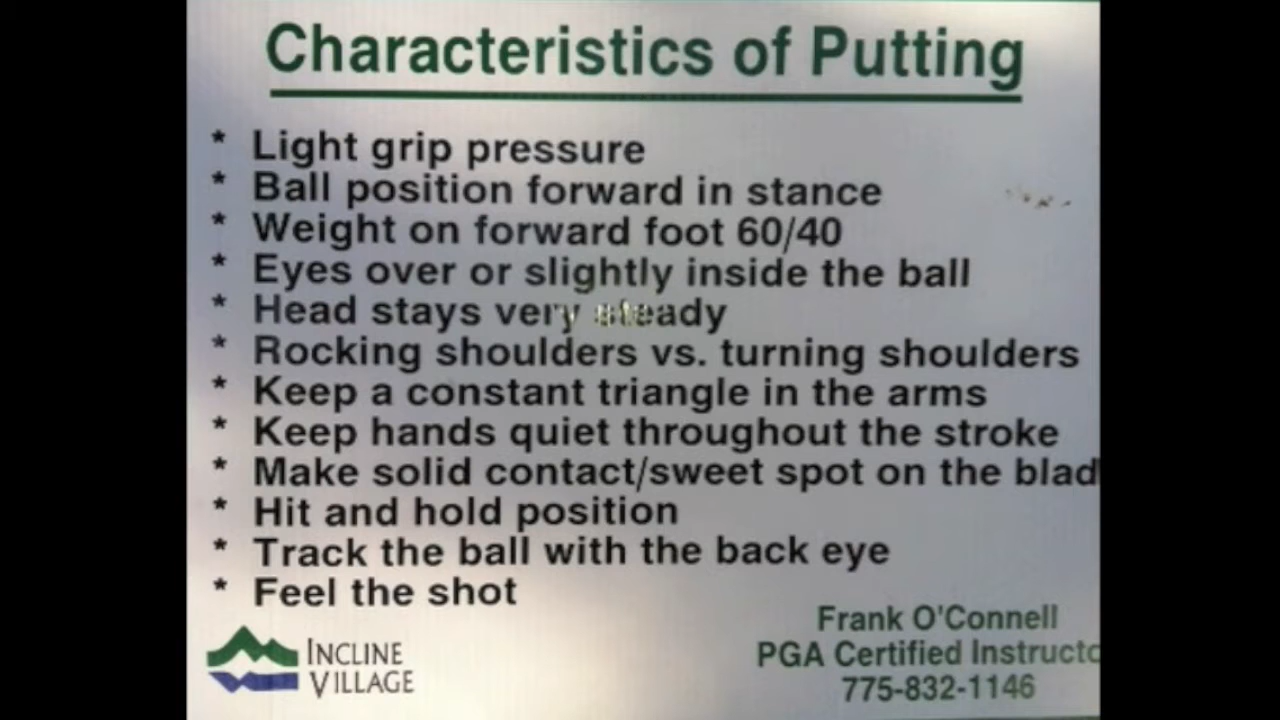 Characteristics of Putting
* Light grip pressure
* Ball position forward in stance
* Weight on forward foot 60/40
* Eyes over or slightly inside the ball
* Head stays very steady
* Rocking shoulders vs. turning shoulders
* Keep a constant triangle in the arms
* Keep hands quiet throughout the stroke
* Make solid contact/sweet spot on the blad
* Hit and hold position
* Track the ball with the back eye
* Feel the shot
Frank O'Connell
PGA Certified Instructo
775-832-1146
INCLINE
VILLAGE